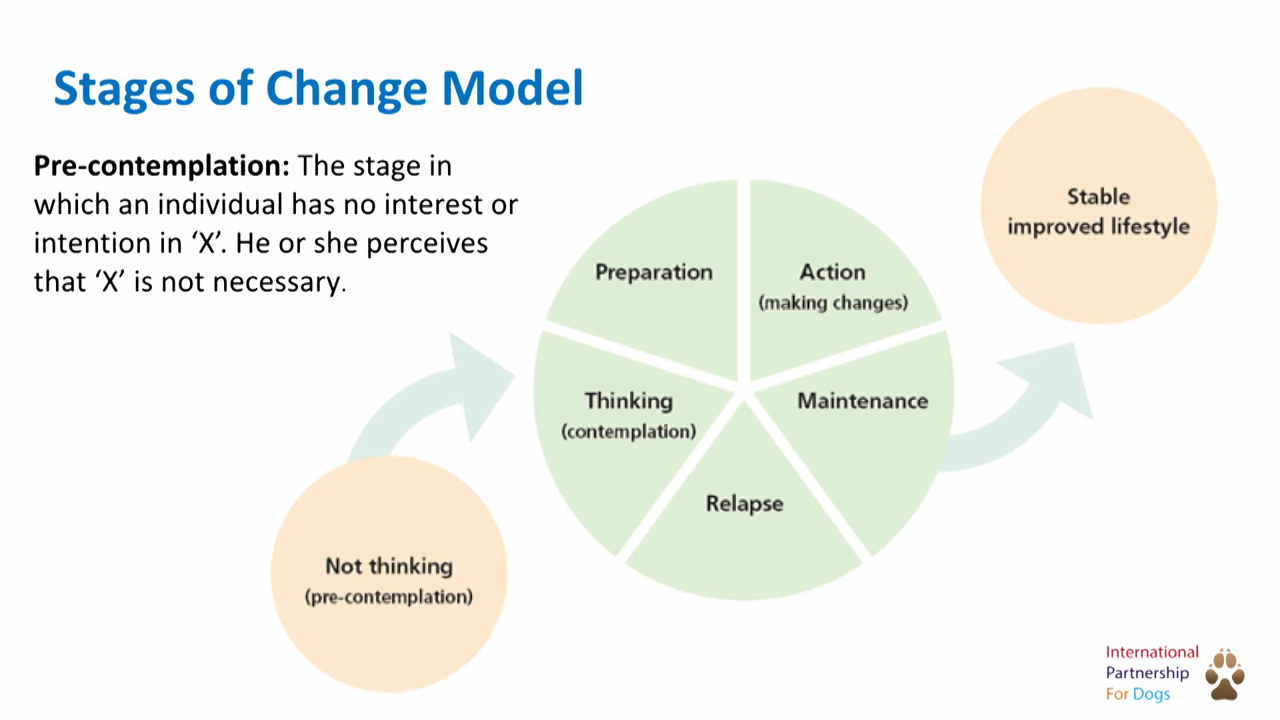 Stages of Change Model
Pre-contemplation: The stage in
which an individual has no interest or
intention in ‘X’. He or she perceives
that ‘X’ is not necessary.
Stable
improved lifestyle
Preparation
Action
(making changes)
Thinking
(contemplation)
Maintenance
Relapse
Not thinking
(pre-contemplation)
International
Partnership
For Dogs